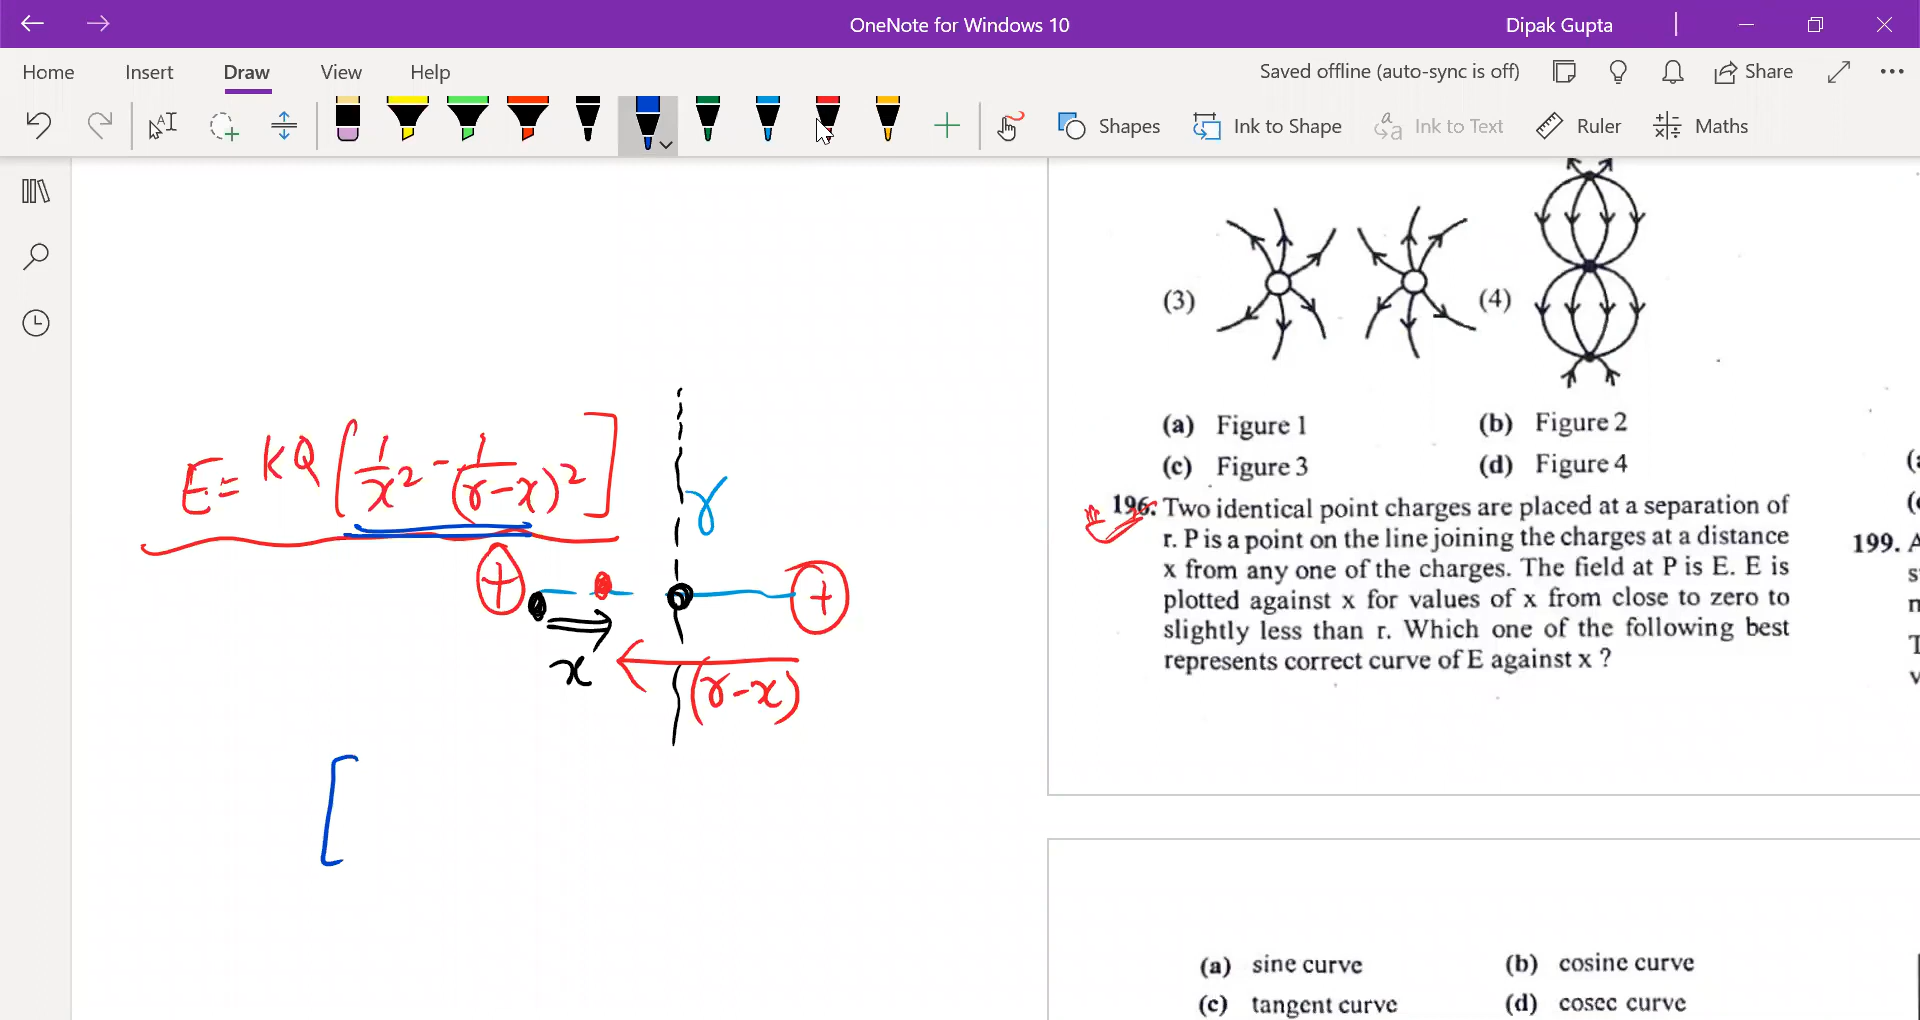 OneNote for Windows 10
Dipak Gupta
Home Insert Draw View Help
Saved offline (auto-sync is off)
Share
Shapes
Ink to Shape
Ink to Text
Ruler
Maths
E = KQ [1/x² - 1/(r-x)²]
r
+
+
x
(r-x)
[
(3)
(4)
(a) Figure 1
(b) Figure 2
(c) Figure 3
(d) Figure 4
196. Two identical point charges are placed at a separation of
r. P is a point on the line joining the charges at a distance
x from any one of the charges. The field at P is E. E is
plotted against x for values of x from close to zero to
slightly less than r. Which one of the following best
represents correct curve of E against x ?
199. A
(a) sine curve
(b) cosine curve
(c) tangent curve
(d) cosec curve